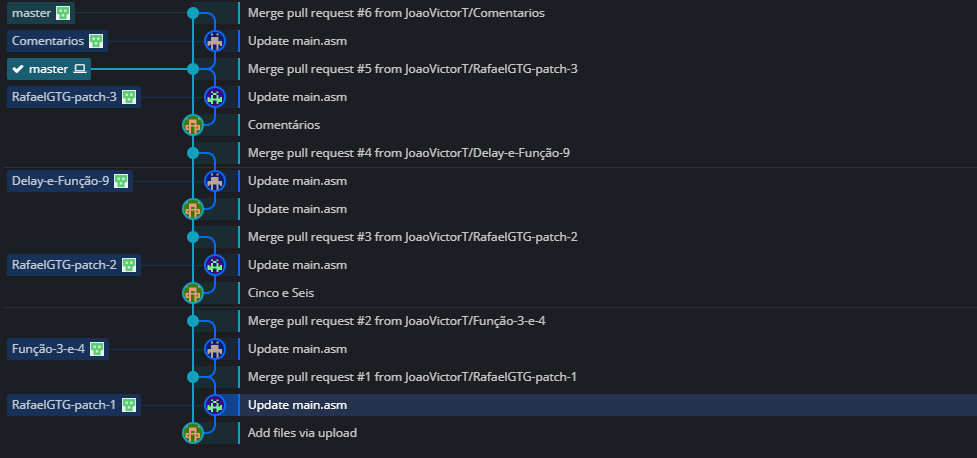 master Merge pull request #6 from JoaoVictorT/Comentarios
Comentarios Update main.asm
master Merge pull request #5 from JoaoVictorT/RafaelGTG-patch-3
RafaelGTG-patch-3 Update main.asm
Comentários
Merge pull request #4 from JoaoVictorT/Delay-e-Função-9
Delay-e-Função-9 Update main.asm
Update main.asm
Merge pull request #3 from JoaoVictorT/RafaelGTG-patch-2
RafaelGTG-patch-2 Update main.asm
Cinco e Seis
Merge pull request #2 from JoaoVictorT/Função-3-e-4
Função-3-e-4 Update main.asm
Merge pull request #1 from JoaoVictorT/RafaelGTG-patch-1
RafaelGTG-patch-1 Update main.asm
Add files via upload